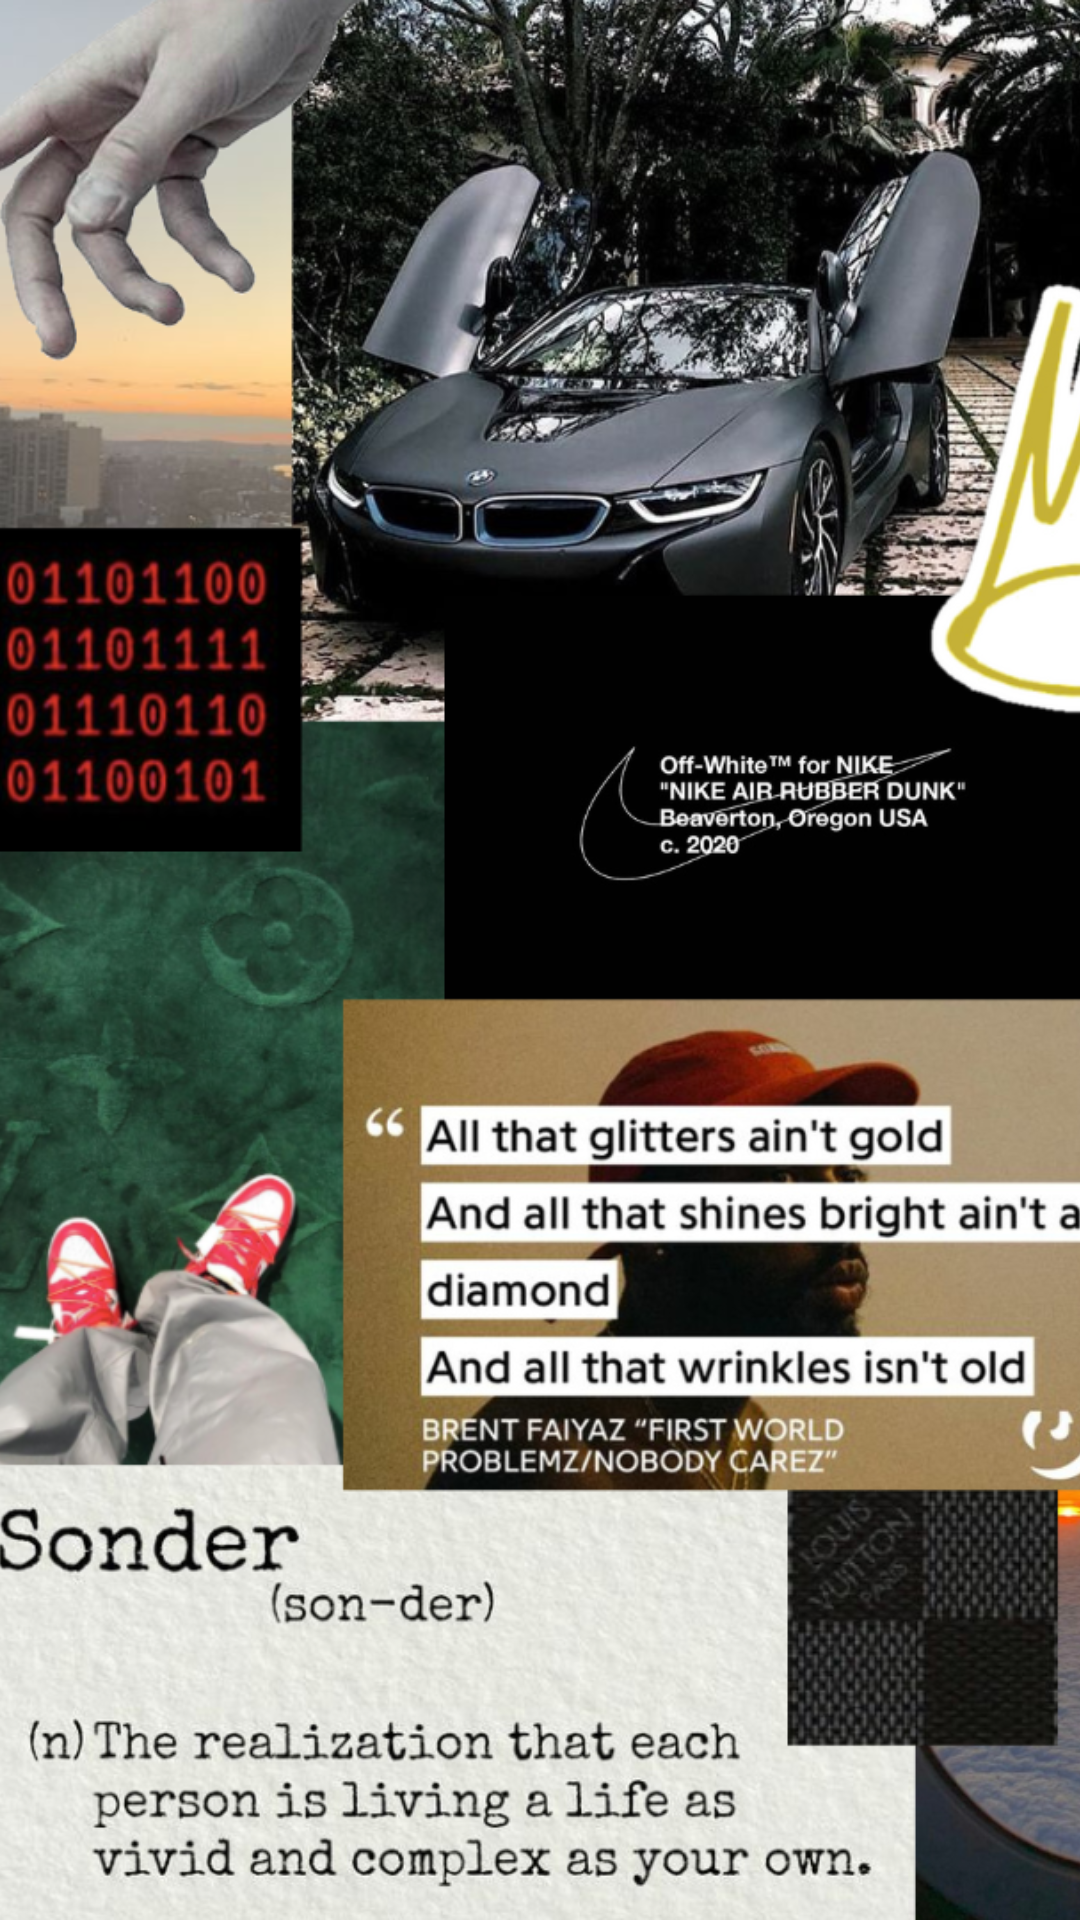 01101100
01101111
01110110
01100101
Off-White™ for NIKE
"NIKE AIR RUBBER DUNK"
Beaverton, Oregon USA
c. 2020
“ All that glitters ain't gold
And all that shines bright ain't a
diamond
And all that wrinkles isn't old
BRENT FAIYAZ “FIRST WORLD
PROBLEMZ/NOBODY CAREZ”
Sonder
(son-der)
LOUIS
VUITTON
PARIS
(n) The realization that each
person is living a life as
vivid and complex as your own.